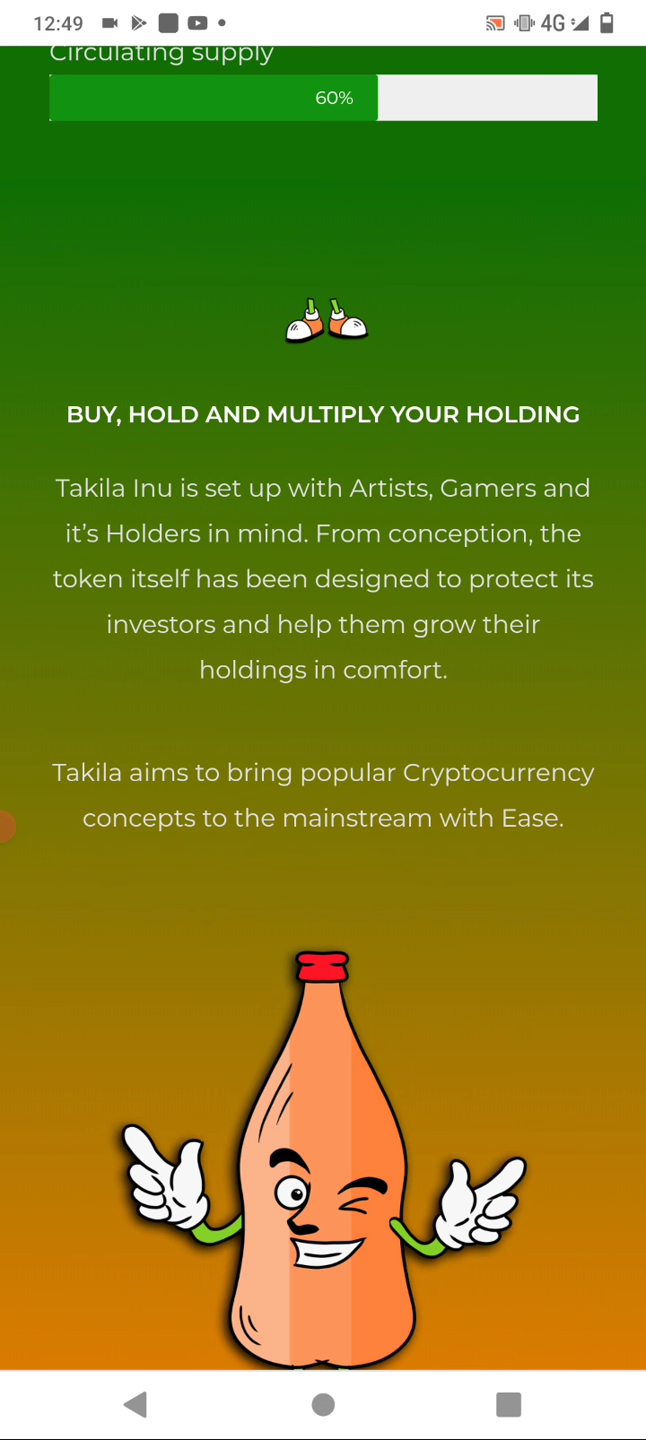 12:49
4G
Circulating supply
60%
BUY, HOLD AND MULTIPLY YOUR HOLDING
Takila Inu is set up with Artists, Gamers and
it’s Holders in mind. From conception, the
token itself has been designed to protect its
investors and help them grow their
holdings in comfort.
Takila aims to bring popular Cryptocurrency
concepts to the mainstream with Ease.